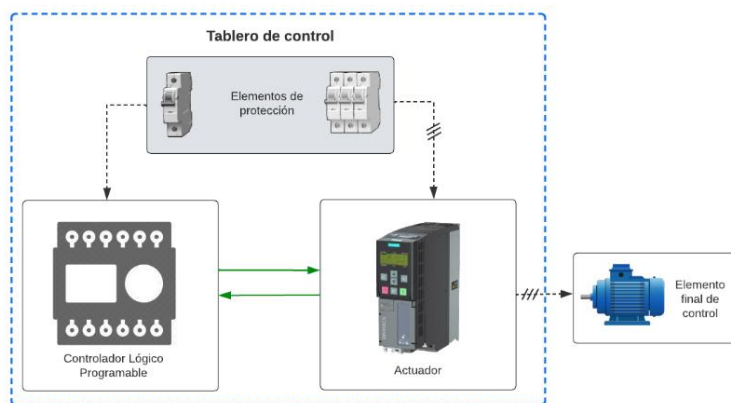 Tablero de control
Elementos de
protección
Controlador Lógico
Programable
Actuador
Elemento
final de
control